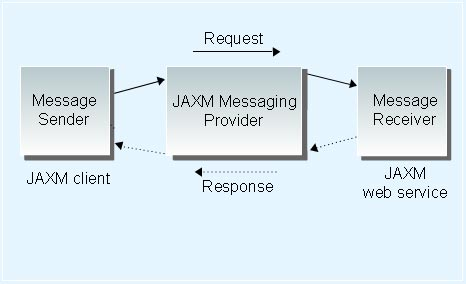 Request
Message
Sender
JAXM Messaging
Provider
Message
Receiver
JAXM client
Response
JAXM
web service